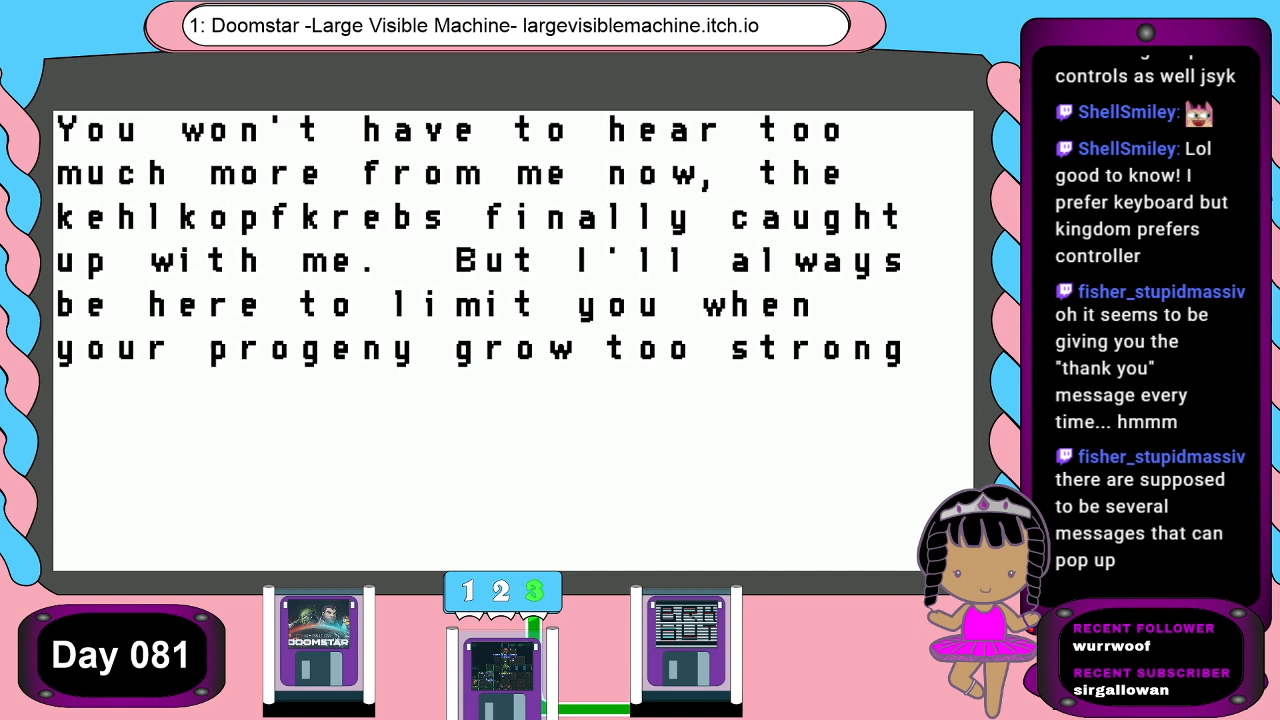 1: Doomstar -Large Visible Machine- largevisiblemachine.itch.io
You won't have to hear too
much more from me now, the
kehlkopfkrebs finally caught
up with me. But I'll always
be here to limit you when
your progeny grow too strong
controls as well jsyk
ShellSmiley:
ShellSmiley: Lol
good to know! I
prefer keyboard but
kingdom prefers
controller
fisher_stupidmassiv
oh it seems to be
giving you the
"thank you"
message every
time... hmmm
fisher_stupidmassiv
there are supposed
to be several
messages that can
pop up
1 2 3
Day 081
DOOMSTAR
RECENT FOLLOWER
wurrwoof
RECENT SUBSCRIBER
sirgallowan